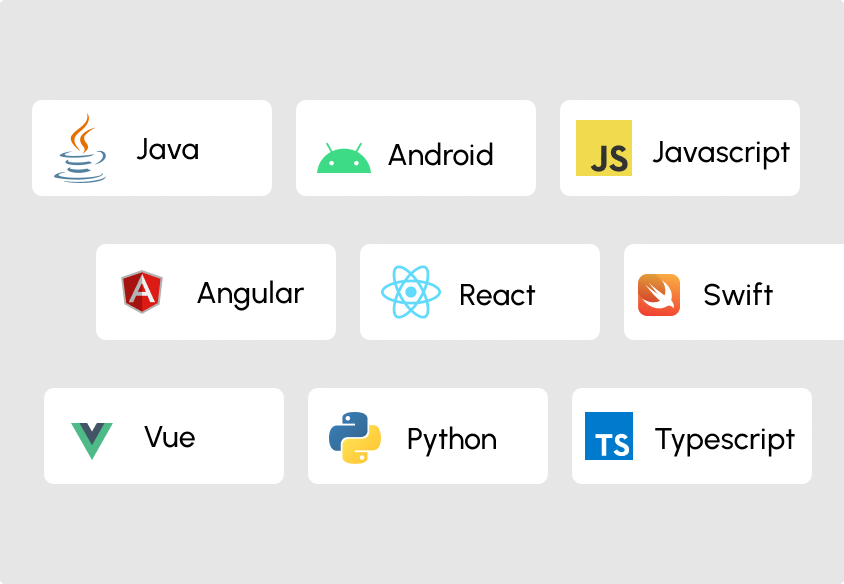 Java
Android
JS
Javascript
A
Angular
React
Swift
Vue
Python
TS
Typescript